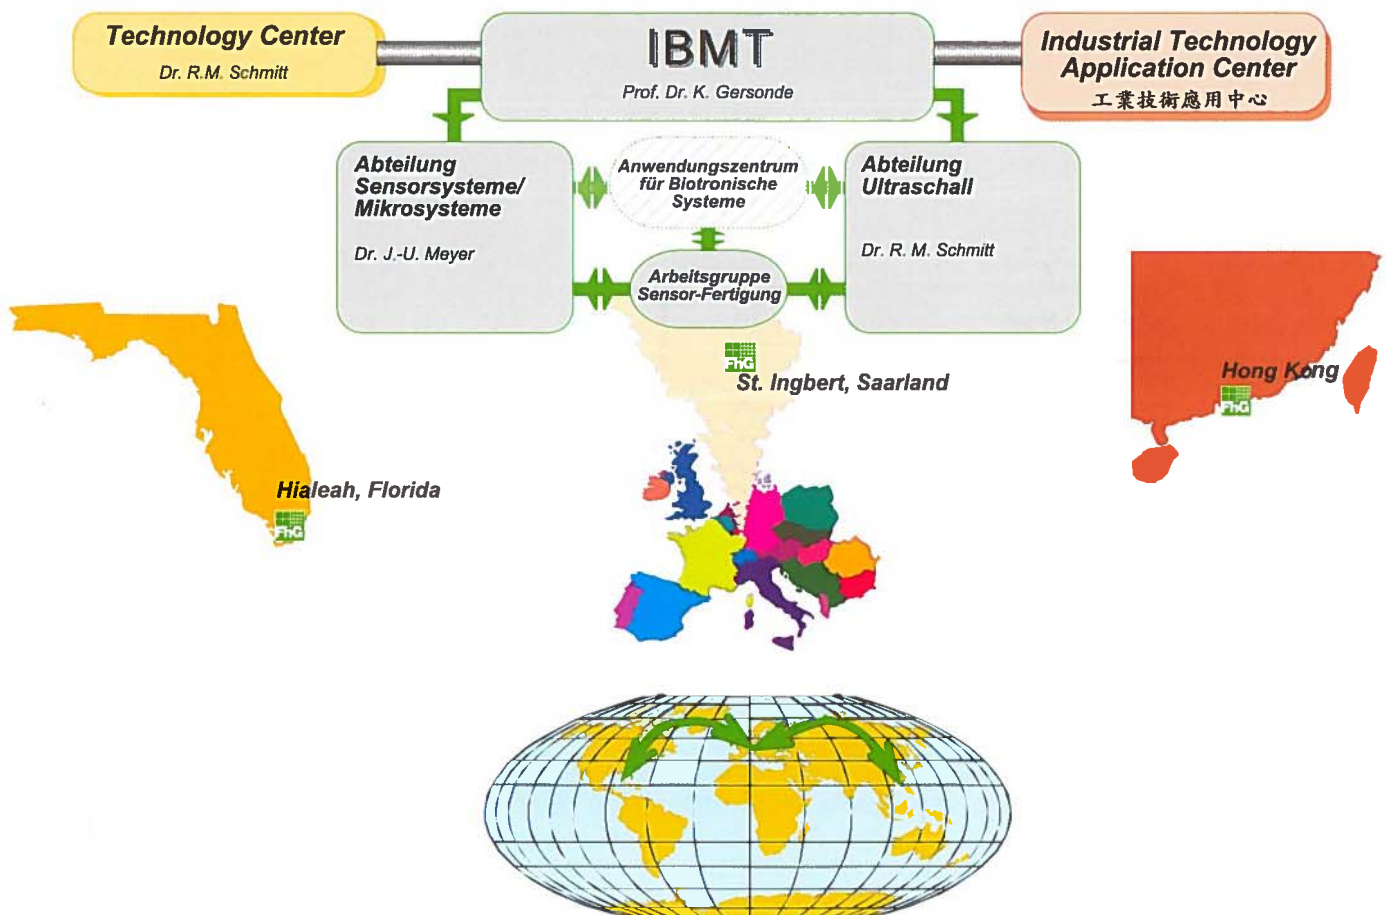 Technology Center
Dr. R.M. Schmitt
IBMT
Prof. Dr. K. Gersonde
Industrial Technology
Application Center
工業技術應用中心
Abteilung
Sensorsysteme/
Mikrosysteme
Dr. J.-U. Meyer
Anwendungszentrum
für Biotronische
Systeme
Abteilung
Ultraschall
Dr. R. M. Schmitt
Arbeitsgruppe
Sensor-Fertigung
FhG
St. Ingbert, Saarland
Hong Kong
FhG
Hialeah, Florida
FhG